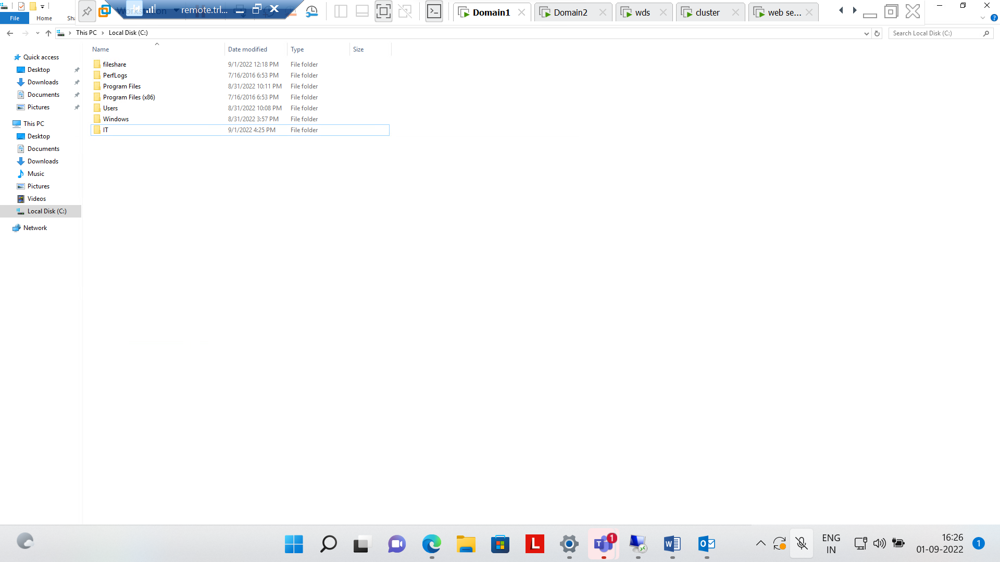 remote.trl...
Domain1
Domain2
wds
cluster
web se...
File
Home
This PC
Local Disk (C:)
Search Local Disk (C:)
Name
Date modified
Type
Size
Quick access
Desktop
Downloads
Documents
Pictures
This PC
Desktop
Documents
Downloads
Music
Pictures
Videos
Local Disk (C:)
Network
fileshare 9/1/2022 12:18 PM File folder
PerfLogs 7/16/2016 6:53 PM File folder
Program Files 8/31/2022 10:11 PM File folder
Program Files (x86) 7/16/2016 6:53 PM File folder
Users 8/31/2022 10:08 PM File folder
Windows 8/31/2022 3:57 PM File folder
IT 9/1/2022 4:25 PM File folder
L
T
1
W
O
ENG
IN
16:26
01-09-2022
1